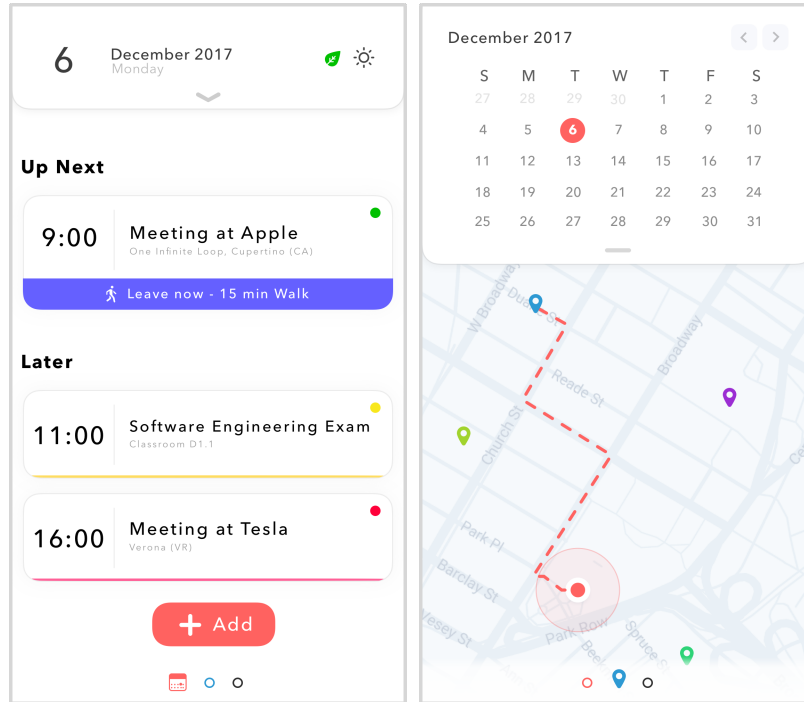 6
December 2017
Monday
Up Next
9:00
Meeting at Apple
One Infinite Loop, Cupertino (CA)
Leave now - 15 min Walk
Later
11:00
Software Engineering Exam
Classroom D1.1
16:00
Meeting at Tesla
Verona (VR)
Add
December 2017
S M T W T F S
27 28 29 30 1 2 3
4 5 6 7 8 9 10
11 12 13 14 15 16 17
18 19 20 21 22 23 24
25 26 27 28 29 30 31
W Broadway
Duane St
Broadway
Reade St
Church St
Park Pl
Barclay St
Vesey St
Park Row
Spruce St